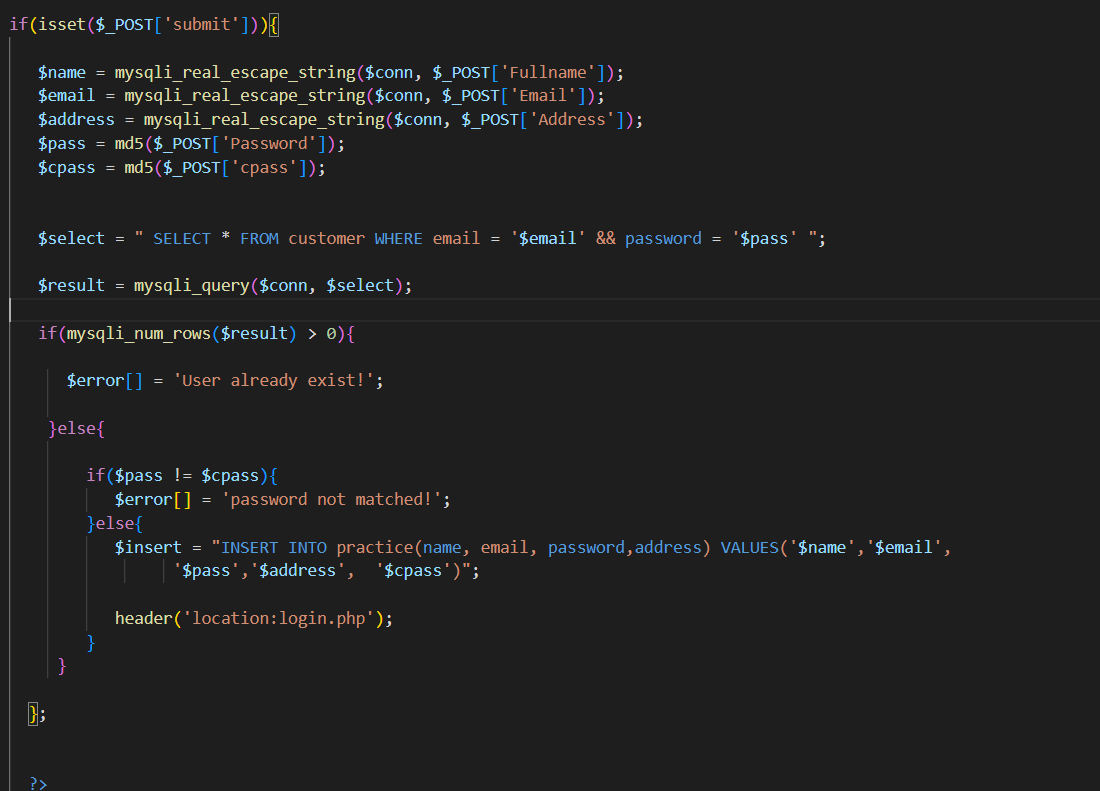 if(isset($_POST['submit'])){
$name = mysqli_real_escape_string($conn, $_POST['Fullname']);
$email = mysqli_real_escape_string($conn, $_POST['Email']);
$address = mysqli_real_escape_string($conn, $_POST['Address']);
$pass = md5($_POST['Password']);
$cpass = md5($_POST['cpass']);
$select = " SELECT * FROM customer WHERE email = '$email' && password = '$pass' ";
$result = mysqli_query($conn, $select);
if(mysqli_num_rows($result) > 0){
$error[] = 'User already exist!';
}else{
if($pass != $cpass){
$error[] = 'password not matched!';
}else{
$insert = "INSERT INTO practice(name, email, password,address) VALUES('$name','$email',
'$pass','$address',  '$cpass')";
header('location:login.php');
}
}
};
?>